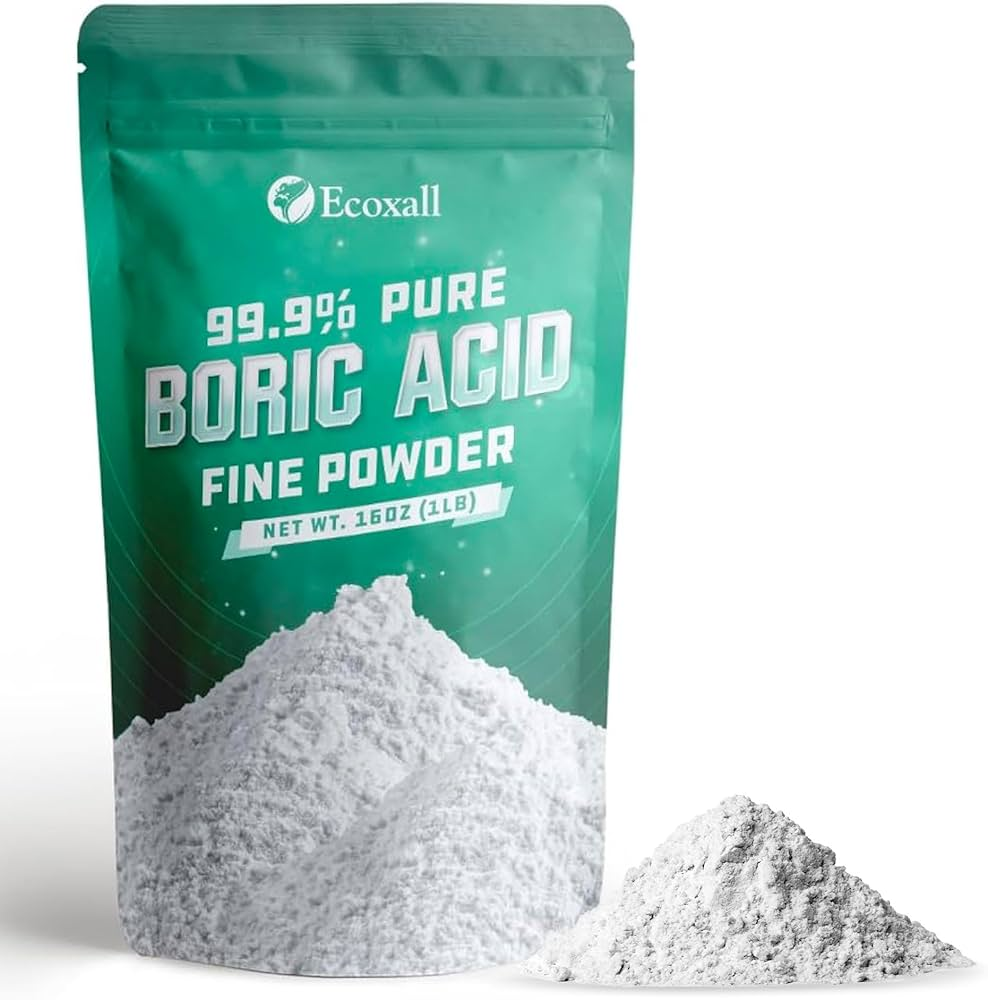 Ecoxall
99.9% PURE
BORIC ACID
FINE POWDER
NET WT. 16OZ (1LB)